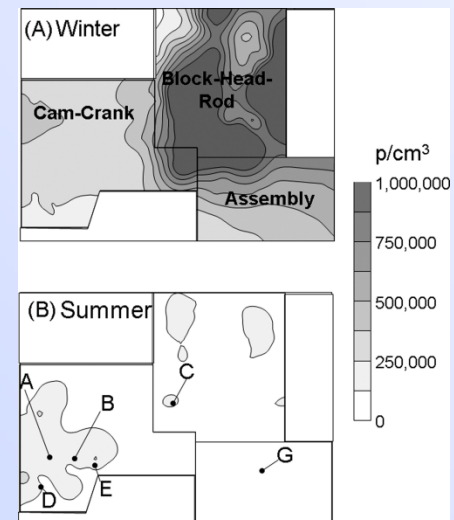 (A) Winter
Block-Head-
Rod
Cam-Crank
Assembly
p/cm³
1,000,000
750,000
500,000
250,000
0
(B) Summer
A
B
C
D
E
G